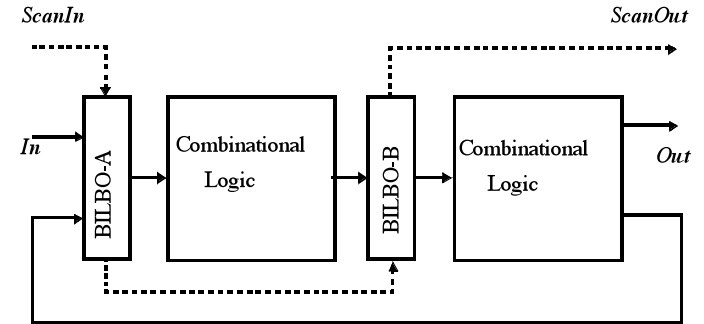 ScanIn
ScanOut
In
BILBO-A
Combinational
Logic
BILBO-B
Combinational
Logic
Out